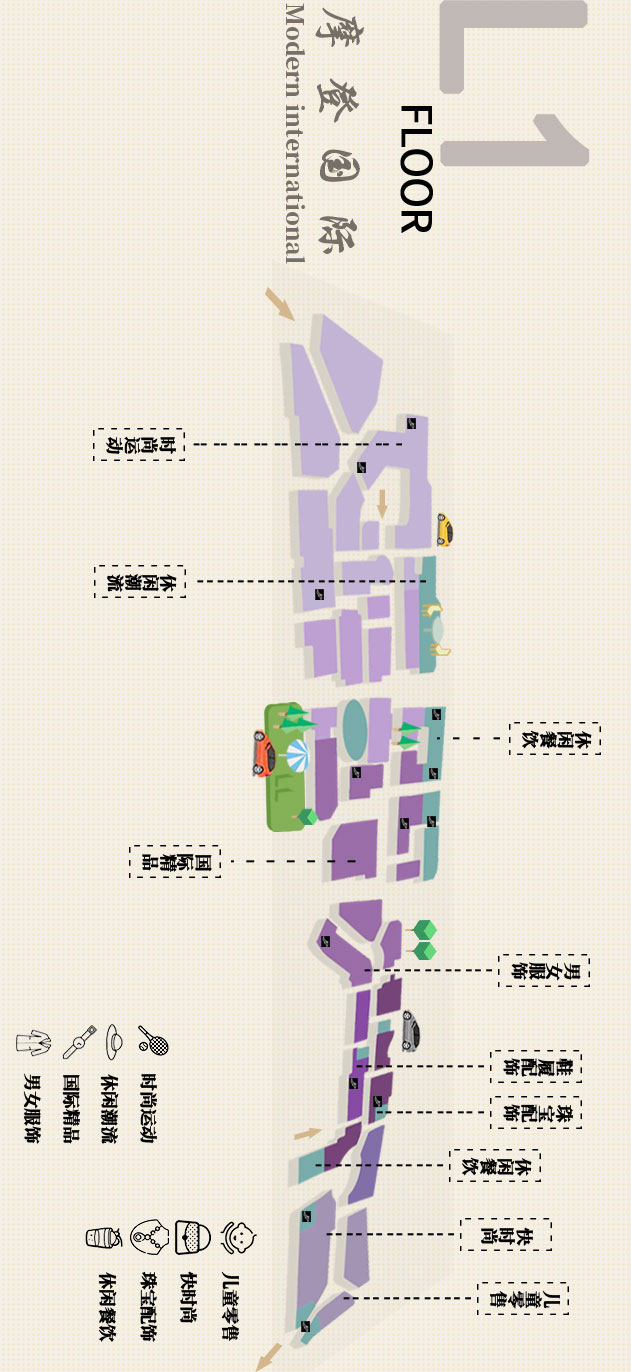 L1
FLOOR
摩登国际
Modern international
时尚
运动
休闲
潮流
休闲
餐饮
国际
精品
男女
服饰
鞋履
配饰
珠宝
配饰
休闲
餐饮
快时
尚
儿童
零售
时尚运动
休闲潮流
国际精品
男女服饰
儿童零售
快时尚
珠宝配饰
休闲餐饮